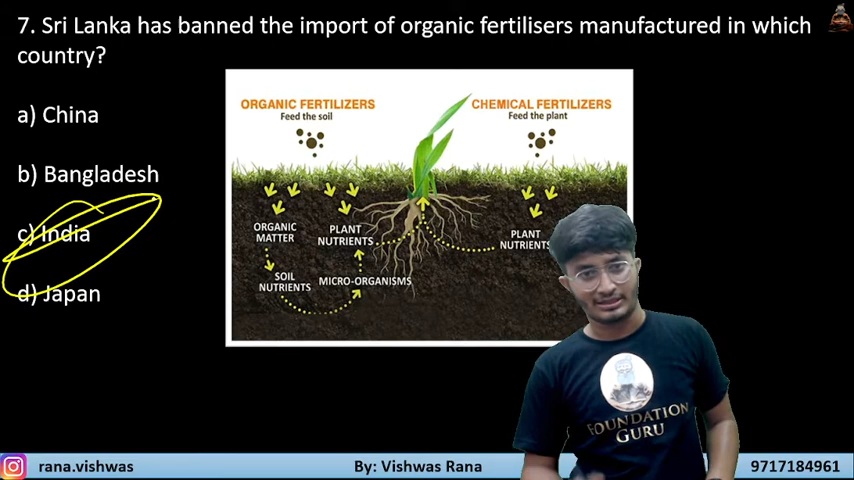 7. Sri Lanka has banned the import of organic fertilisers manufactured in which
country?
a) China
b) Bangladesh
c) India
d) Japan
ORGANIC FERTILIZERS
Feed the soil
CHEMICAL FERTILIZERS
Feed the plant
ORGANIC
MATTER
PLANT
NUTRIENTS
PLANT
NUTRIENTS
SOIL
NUTRIENTS
MICRO-ORGANISMS
FOUNDATION
GURU
rana.vishwas
By: Vishwas Rana
9717184961